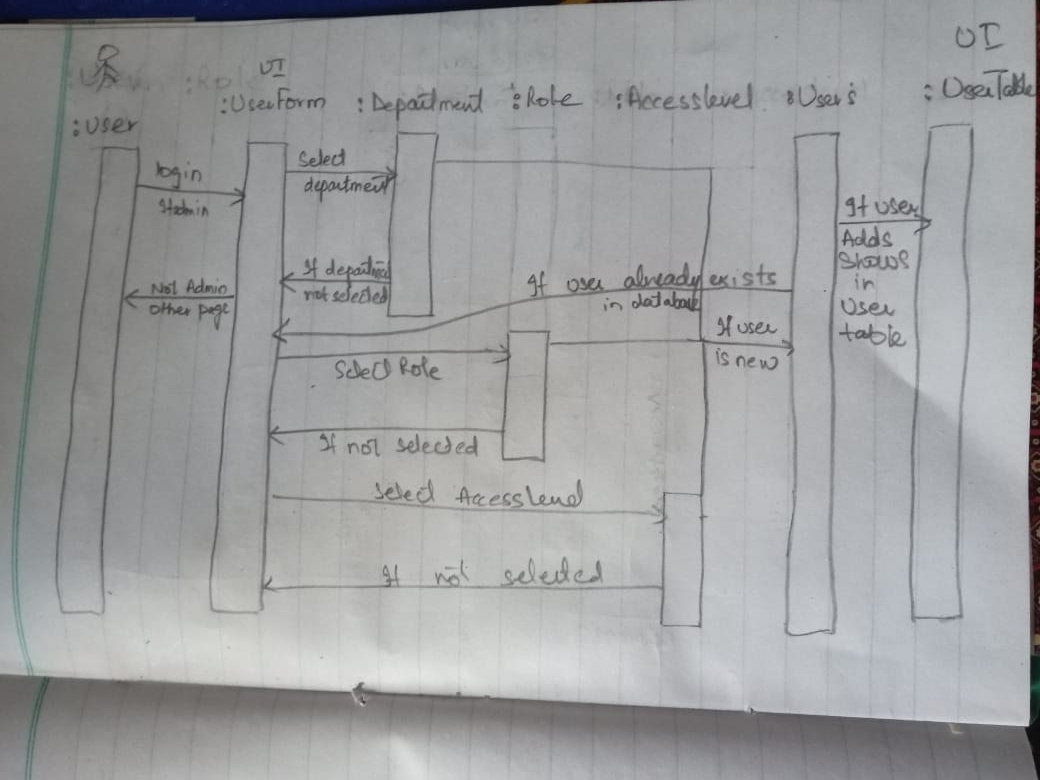 UI
UI
:UserForm :Department :Role :Accesslevel :User's :UserTable
:User
login
If admin
Select
department
If user
Adds
Shows
in
User
table
Not Admin
other page
If department
not selected
If user already exists
in database
If user
is new
Select Role
If not selected
Select Accesslevel
If not selected